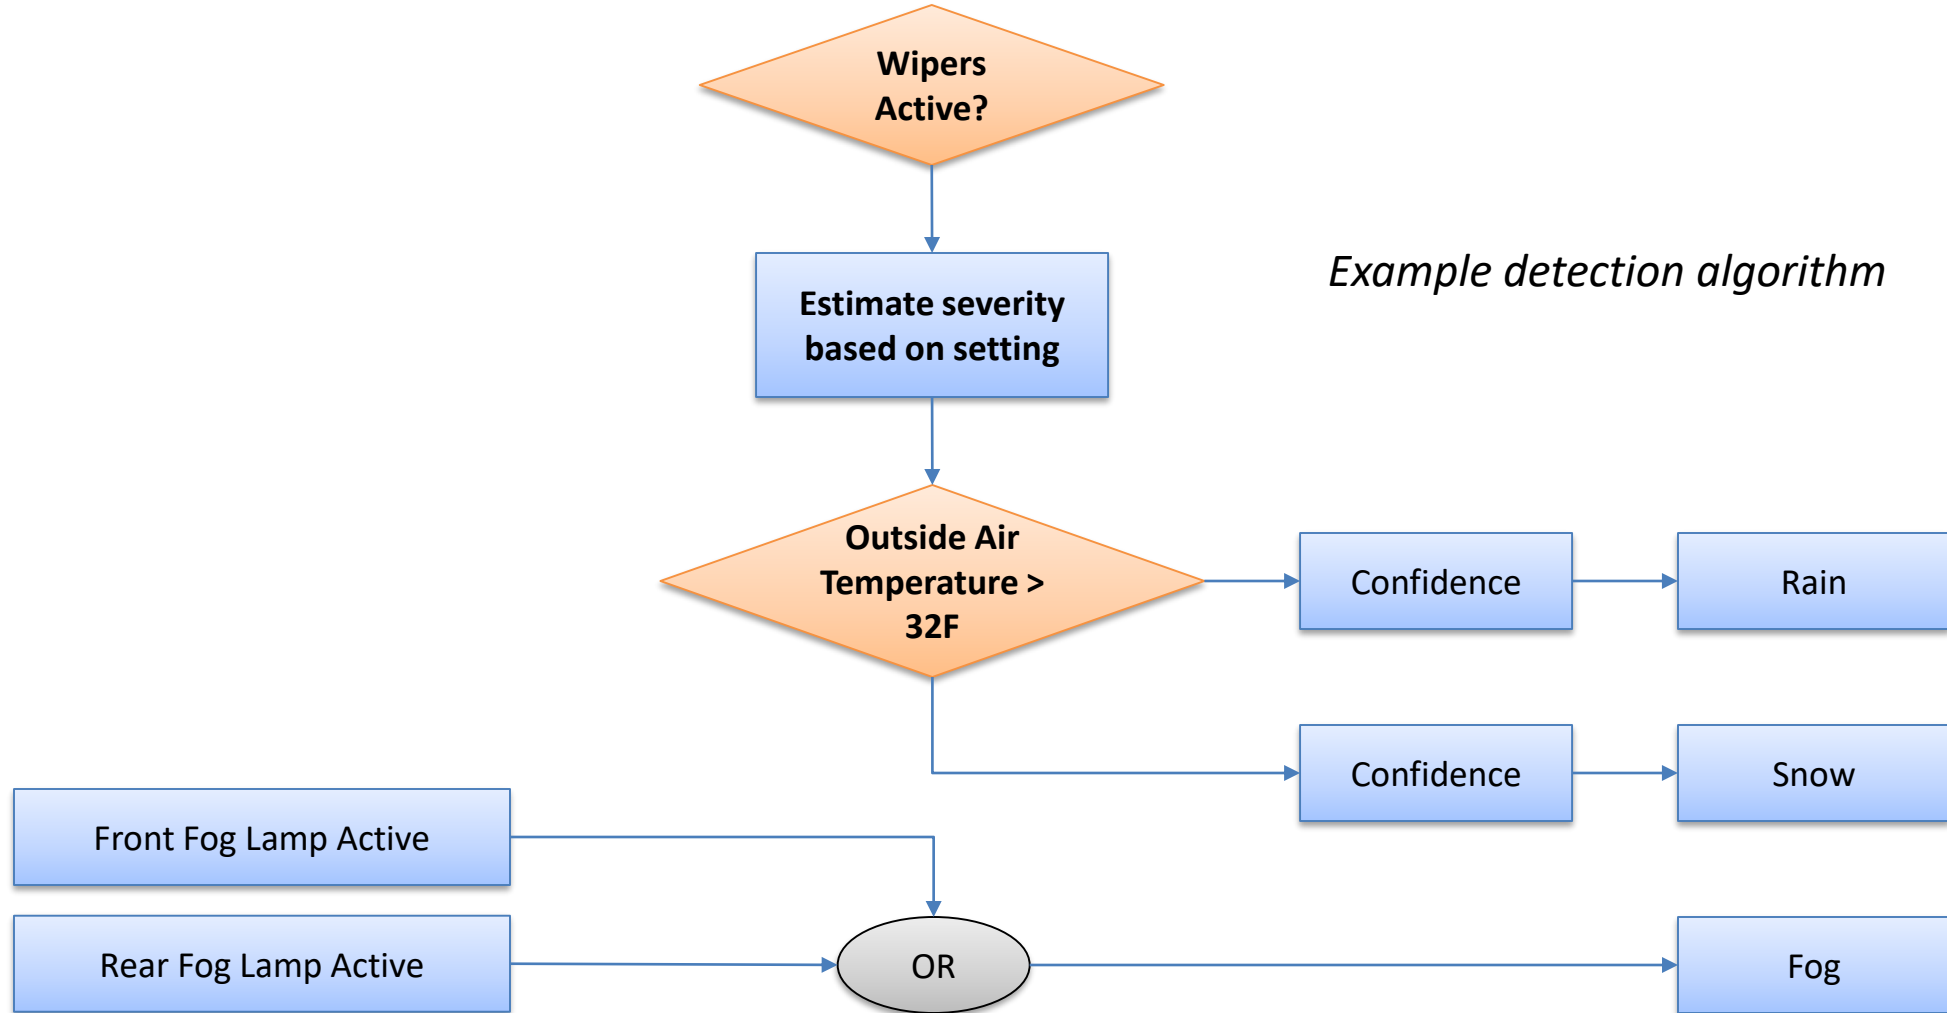 Wipers
Active?
Estimate severity
based on setting
Example detection algorithm
Outside Air
Temperature >
32F
Confidence
Rain
Confidence
Snow
Front Fog Lamp Active
Rear Fog Lamp Active
OR
Fog